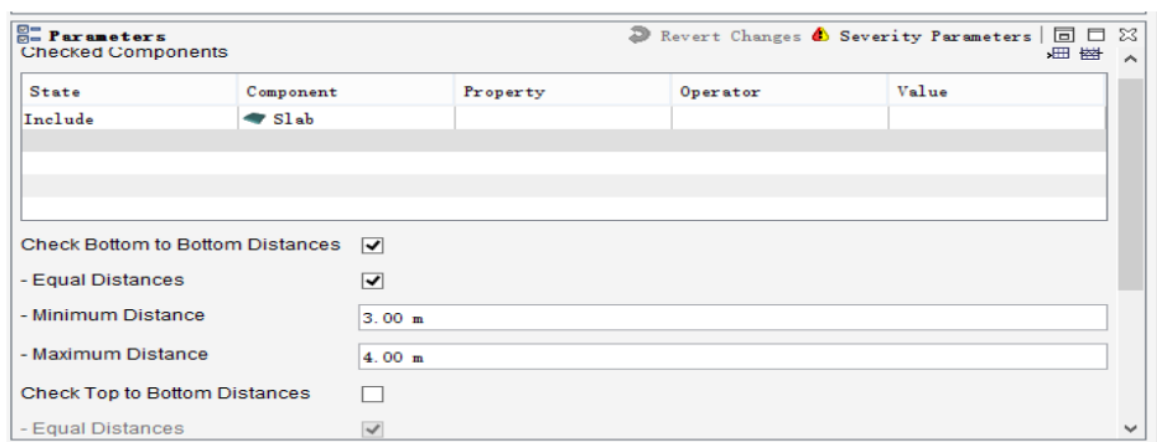 Parameters Revert Changes Severity Parameters
Checked Components
State Component Property Operator Value
Include Slab
Check Bottom to Bottom Distances
- Equal Distances
- Minimum Distance 3.00 m
- Maximum Distance 4.00 m
Check Top to Bottom Distances
- Equal Distances